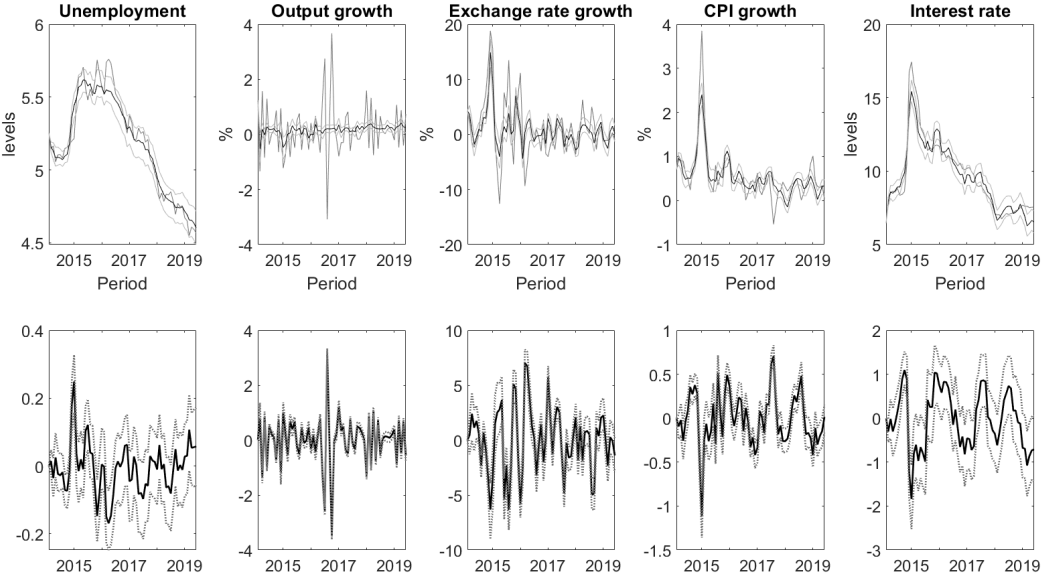 Unemployment
6
5.5
5
4.5
levels
2015 2017 2019
Period
Output growth
4
2
0
-2
-4
%
2015 2017 2019
Period
Exchange rate growth
20
10
0
-10
-20
%
2015 2017 2019
Period
CPI growth
4
3
2
1
0
-1
%
2015 2017 2019
Period
Interest rate
20
15
10
5
levels
2015 2017 2019
Period
0.4
0.2
0
-0.2
2015 2017 2019
4
2
0
-2
-4
2015 2017 2019
10
5
0
-5
-10
2015 2017 2019
1
0.5
0
-0.5
-1
-1.5
2015 2017 2019
2
1
0
-1
-2
-3
2015 2017 2019